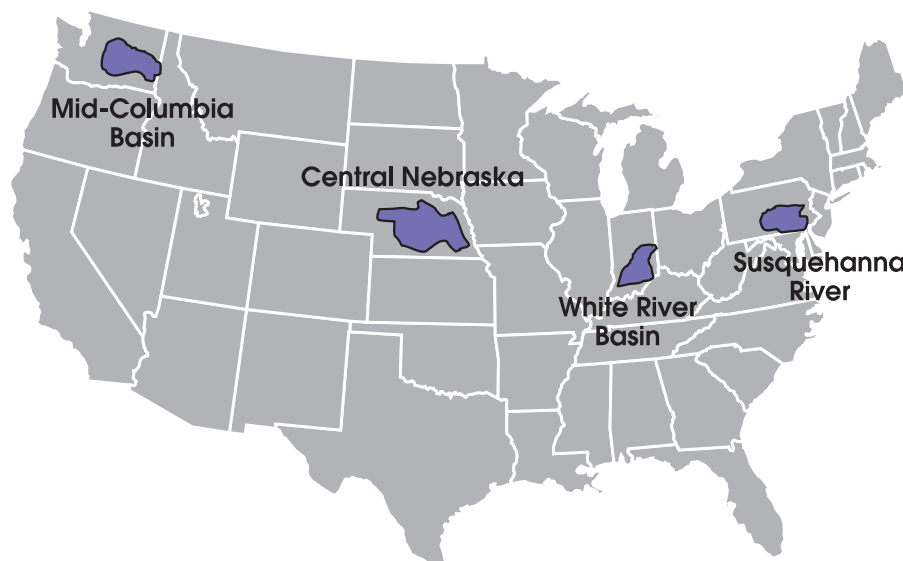 Mid-Columbia
Basin
Central Nebraska
Susquehanna
River
White River
Basin